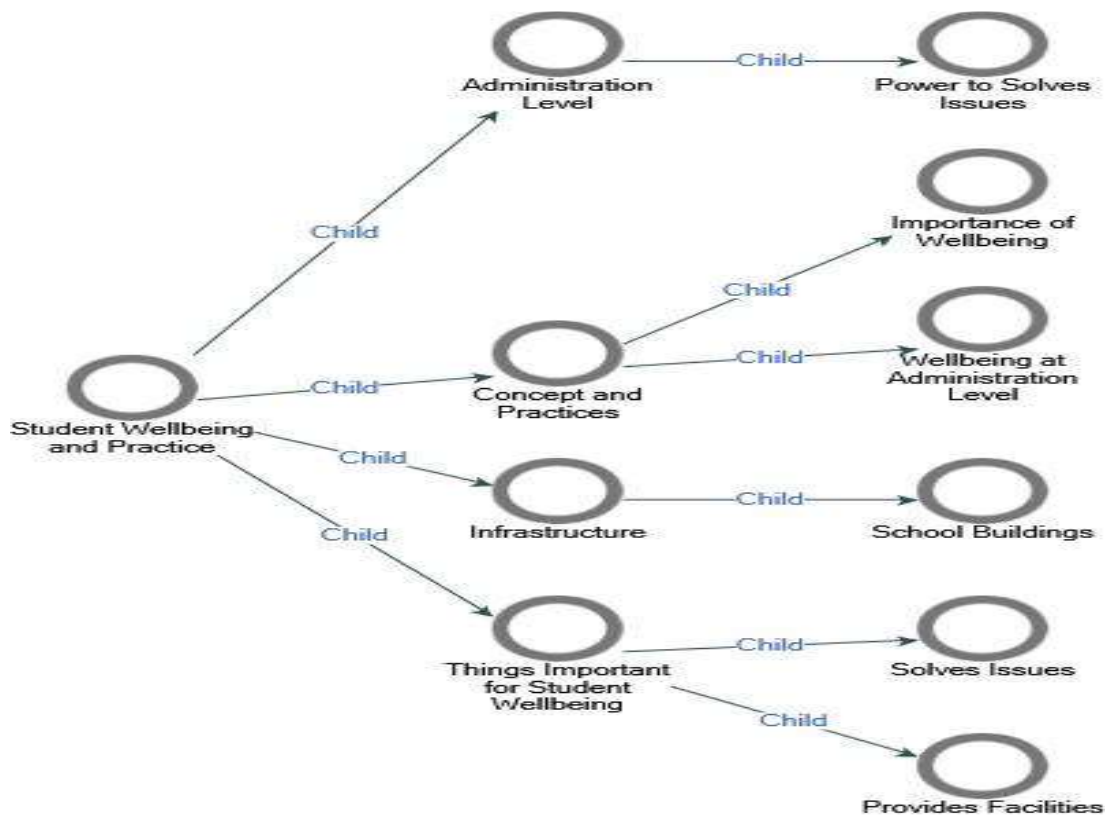 Administration
Level
Child
Power to Solves
Issues
Child
Importance of
Wellbeing
Child
Student Wellbeing
and Practice
Child
Concept and
Practices
Child
Wellbeing at
Administration
Level
Child
Infrastructure
Child
School Buildings
Child
Things Important
for Student
Wellbeing
Child
Solves Issues
Child
Provides Facilities